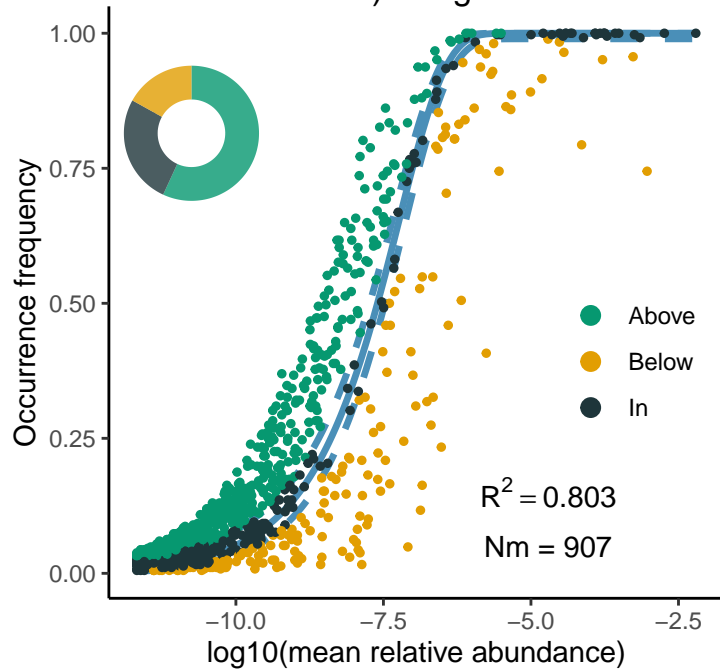 1.00
0.75
0.50
0.25
0.00
Occurrence frequency
Above
Below
In
R² = 0.803
Nm = 907
−10.0
−7.5
−5.0
−2.5
log10(mean relative abundance)